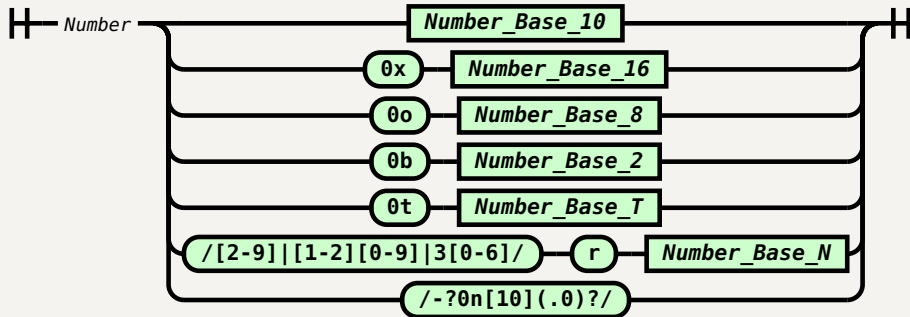 Number Number_Base_10
0x Number_Base_16
0o Number_Base_8
0b Number_Base_2
0t Number_Base_T
/[2-9]|[1-2][0-9]|3[0-6]/ r Number_Base_N
/-?0n[10](.0)?/